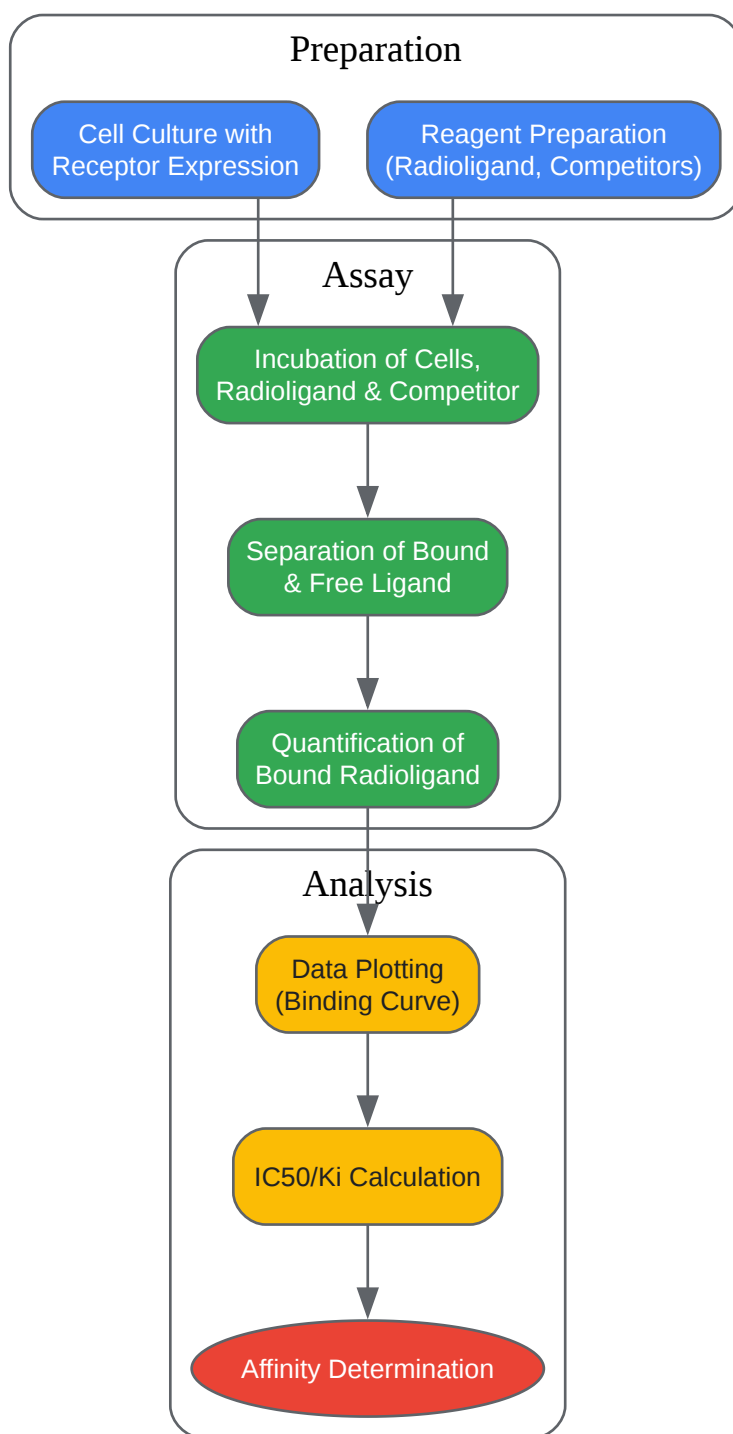 Preparation
Cell Culture with
Receptor Expression
Reagent Preparation
(Radioligand, Competitors)
Assay
Incubation of Cells,
Radioligand & Competitor
Separation of Bound
& Free Ligand
Quantification of
Bound Radioligand
Analysis
Data Plotting
(Binding Curve)
IC50/Ki Calculation
Affinity Determination